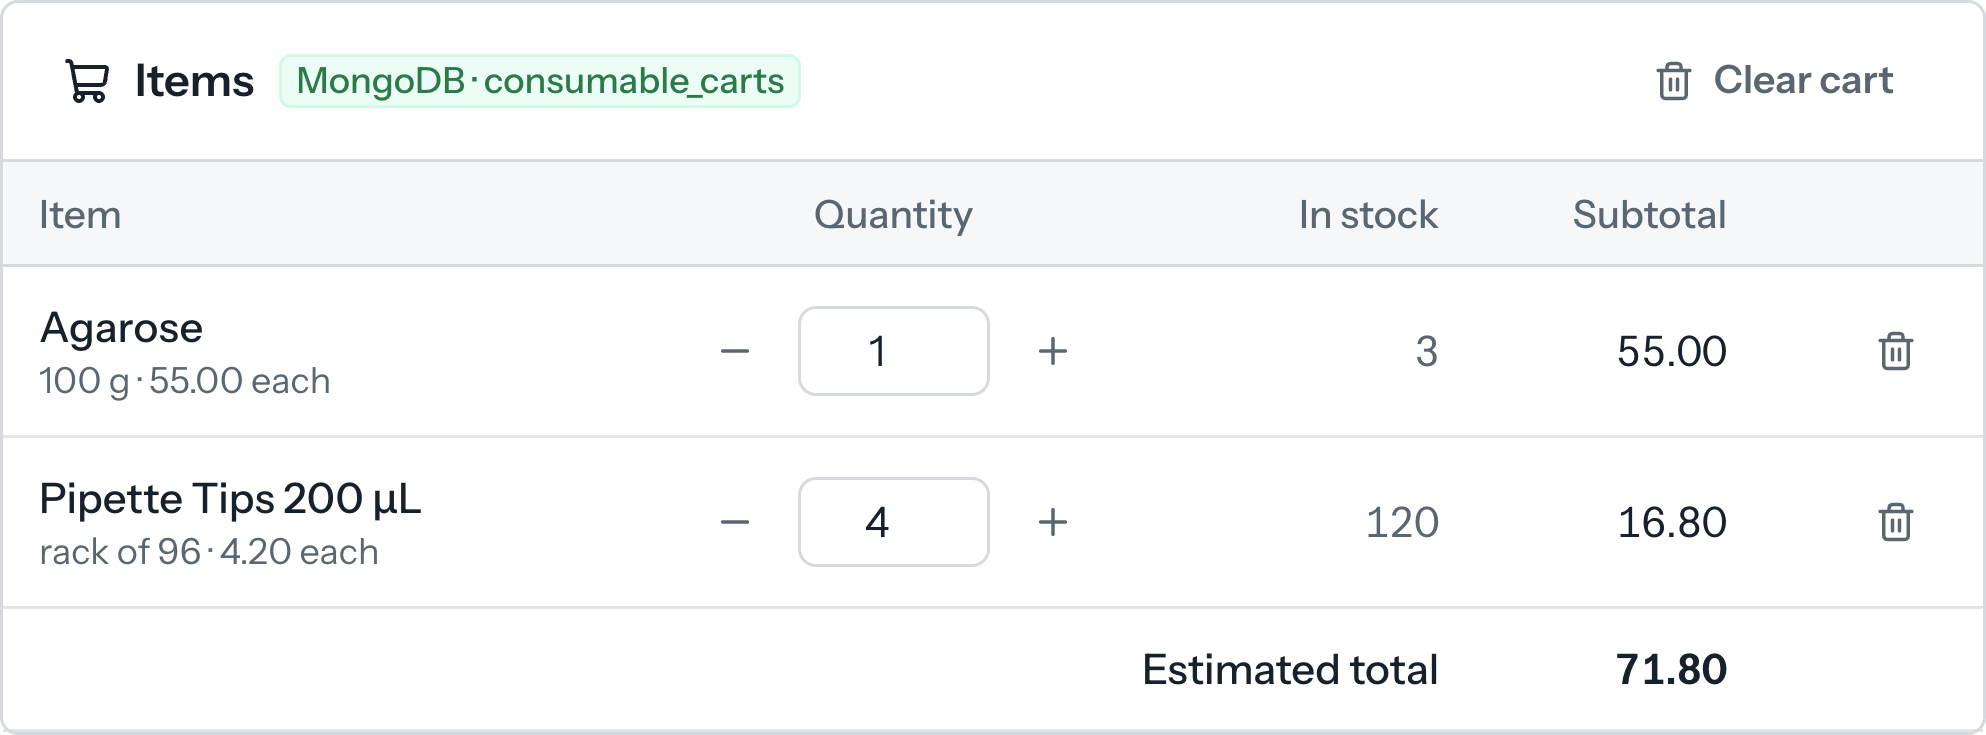 Items MongoDB · consumable_carts Clear cart
Item Quantity In stock Subtotal
Agarose
100 g · 55.00 each
− 1 + 3 55.00
Pipette Tips 200 µL
rack of 96 · 4.20 each
− 4 + 120 16.80
Estimated total 71.80